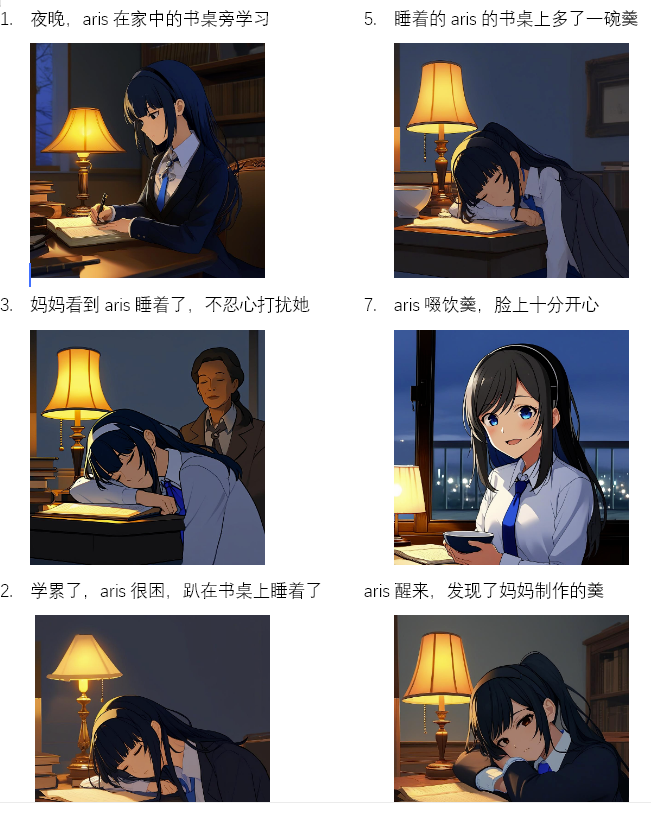 1. 夜晚，aris 在家中的书桌旁学习
3. 妈妈看到 aris 睡着了，不忍心打扰她
2. 学累了，aris 很困，趴在书桌上睡着了
5. 睡着的 aris 的书桌上多了一碗羹
7. aris 啜饮羹，脸上十分开心
aris 醒来，发现了妈妈制作的羹